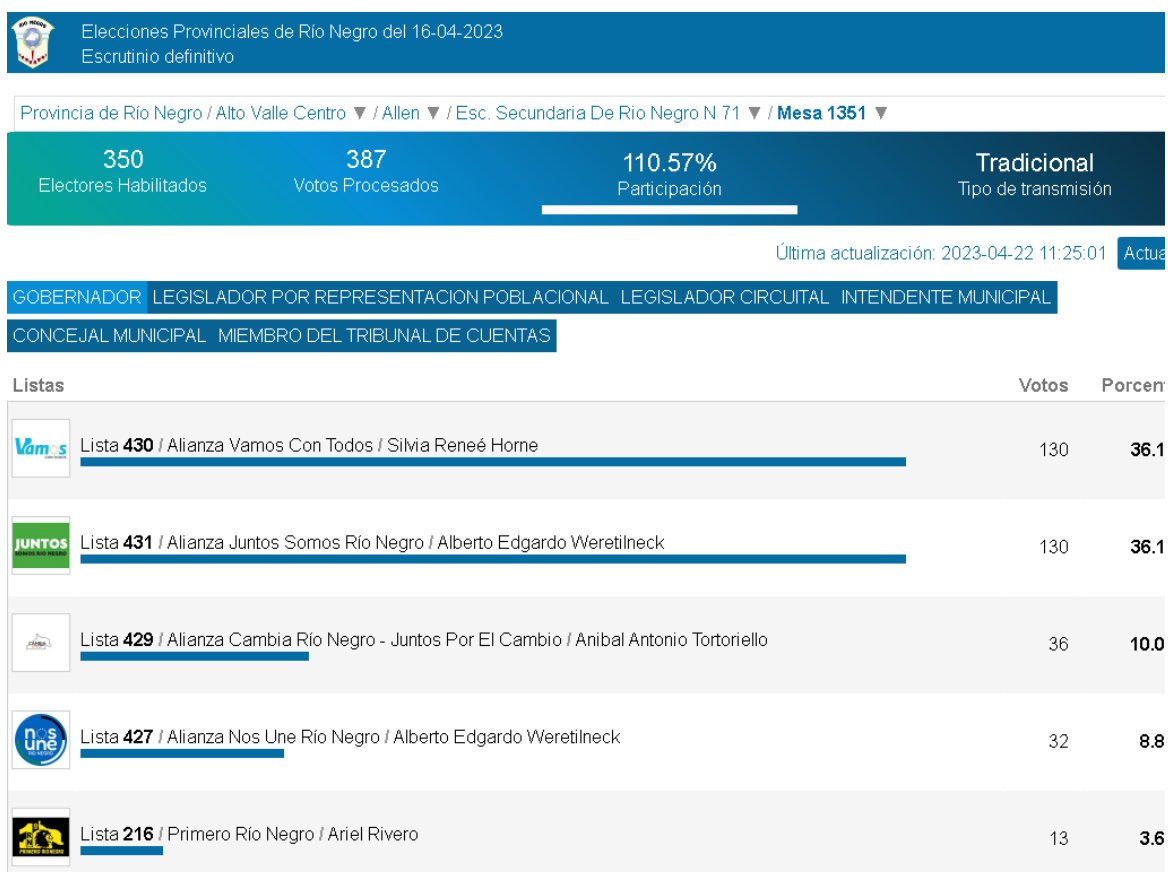 RIO NEGRO
Elecciones Provinciales de Río Negro del 16-04-2023
Escrutinio definitivo
Provincia de Río Negro / Alto Valle Centro ▼ / Allen ▼ / Esc. Secundaria De Rio Negro N 71 ▼ / Mesa 1351 ▼
350 387 110.57% Tradicional
Electores Habilitados Votos Procesados Participación Tipo de transmisión
Última actualización: 2023-04-22 11:25:01 Actua
GOBERNADOR LEGISLADOR POR REPRESENTACION POBLACIONAL LEGISLADOR CIRCUITAL INTENDENTE MUNICIPAL
CONCEJAL MUNICIPAL MIEMBRO DEL TRIBUNAL DE CUENTAS
Listas Votos Porcent
Vamos
Lista 430 / Alianza Vamos Con Todos / Silvia Reneé Horne 130 36.1
JUNTOS
SOMOS RIO NEGRO
Lista 431 / Alianza Juntos Somos Río Negro / Alberto Edgardo Weretilneck 130 36.1
Lista 429 / Alianza Cambia Río Negro - Juntos Por El Cambio / Anibal Antonio Tortoriello 36 10.0
nos
une
RIO NEGRO
Lista 427 / Alianza Nos Une Río Negro / Alberto Edgardo Weretilneck 32 8.8
PRIMERO RIO NEGRO
Lista 216 / Primero Río Negro / Ariel Rivero 13 3.6